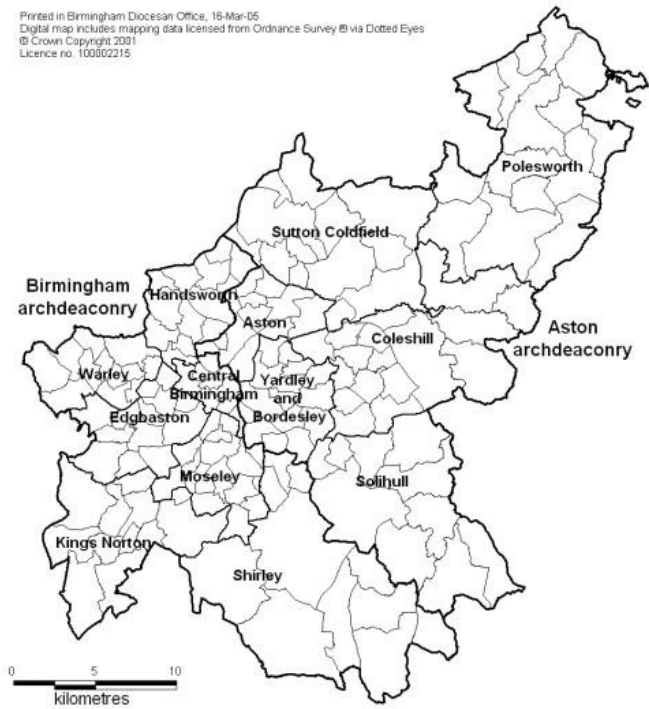 Printed in Birmingham Diocesan Office, 16-Mar-05
Digital map includes mapping data licensed from Ordnance Survey ® via Dotted Eyes
© Crown Copyright 2001
Licence no. 100002215
Polesworth
Sutton Coldfield
Birmingham
archdeaconry
Handsworth
Aston
Coleshill
Aston
archdeaconry
Warley
Central
Birmingham
Yardley
and
Bordesley
Edgbaston
Moseley
Solihull
Kings Norton
Shirley
0 5 10
kilometres